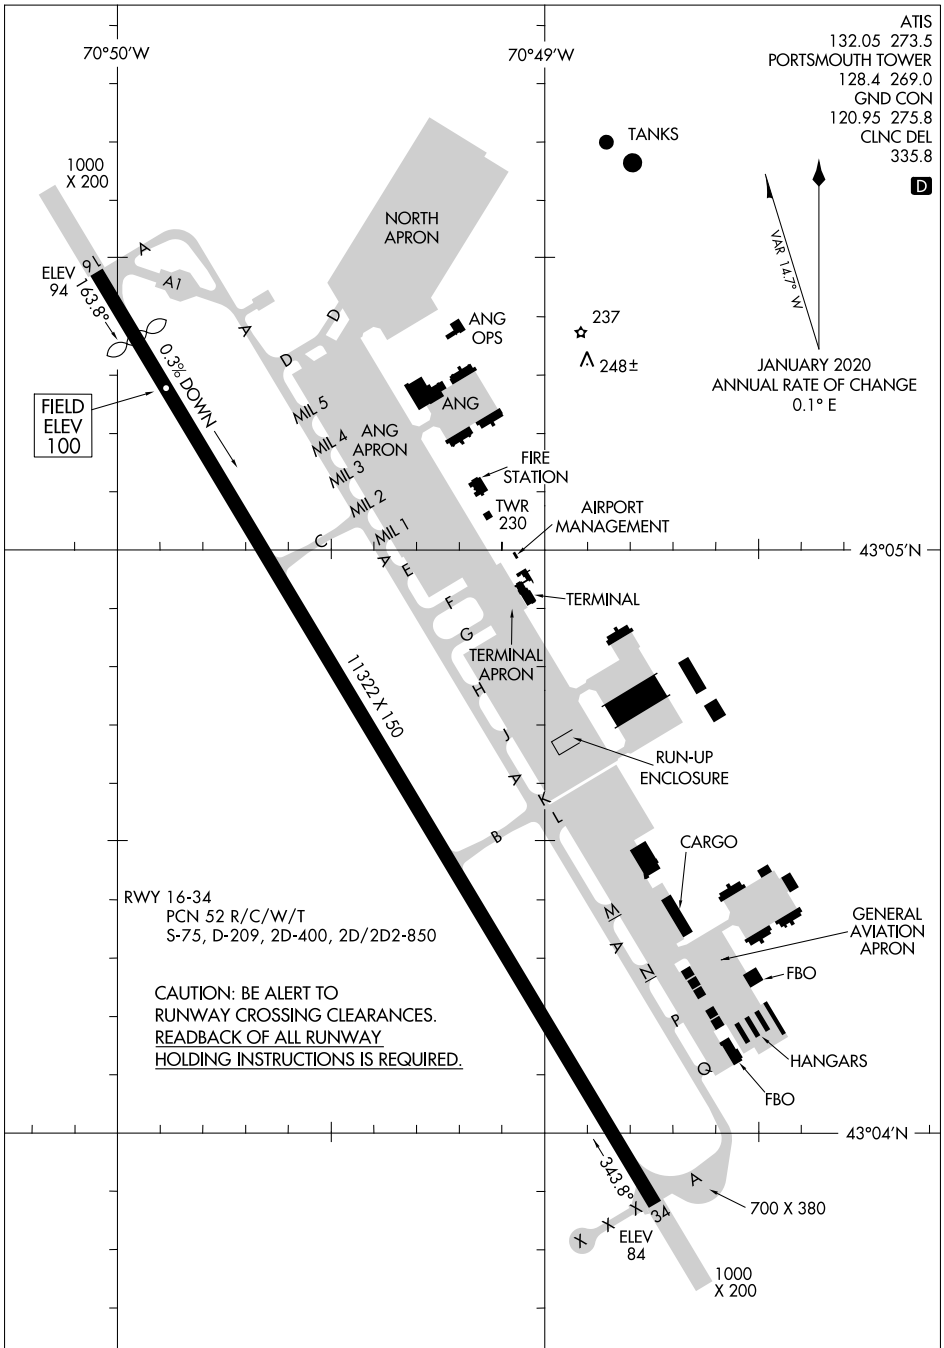 ATIS
132.05 273.5
PORTSMOUTH TOWER
128.4 269.0
GND CON
120.95 275.8
CLNC DEL
335.8
D
70°50'W
70°49'W
TANKS
1000
X 200
NORTH
APRON
VAR 14.7° W
A
A1
16
ELEV
94
163.8°
A
D
D
ANG
OPS
237
248±
JANUARY 2020
ANNUAL RATE OF CHANGE
0.1° E
0.3% DOWN
FIELD
ELEV
100
MIL 5
MIL 4
MIL 3
MIL 2
MIL 1
ANG
APRON
ANG
FIRE
STATION
TWR
230
AIRPORT
MANAGEMENT
43°05'N
C
A
E
F
G
H
J
A
K
L
B
TERMINAL
TERMINAL
APRON
11322 X 150
RUN-UP
ENCLOSURE
CARGO
RWY 16-34
PCN 52 R/C/W/T
S-75, D-209, 2D-400, 2D/2D2-850
M
A
N
P
Q
GENERAL
AVIATION
APRON
FBO
CAUTION: BE ALERT TO
RUNWAY CROSSING CLEARANCES.
READBACK OF ALL RUNWAY
HOLDING INSTRUCTIONS IS REQUIRED.
HANGARS
FBO
43°04'N
343.8°
A
700 X 380
34
X
X
X
ELEV
84
1000
X 200